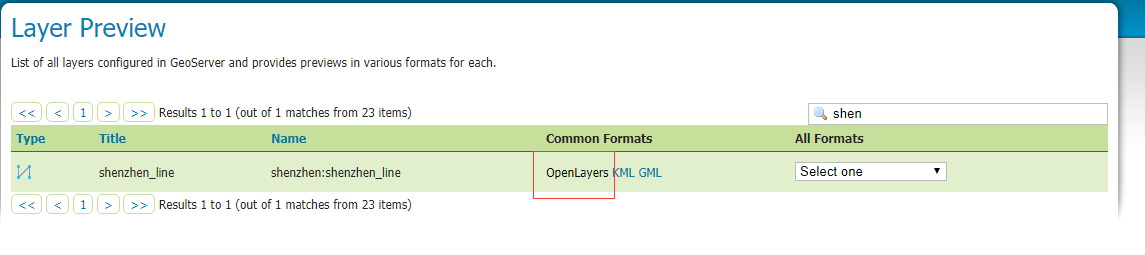 Layer Preview
List of all layers configured in GeoServer and provides previews in various formats for each.
<< < 1 > >> Results 1 to 1 (out of 1 matches from 23 items) shen
Type Title Name Common Formats All Formats
shenzhen_line shenzhen:shenzhen_line OpenLayers KML GML Select one
<< < 1 > >> Results 1 to 1 (out of 1 matches from 23 items)